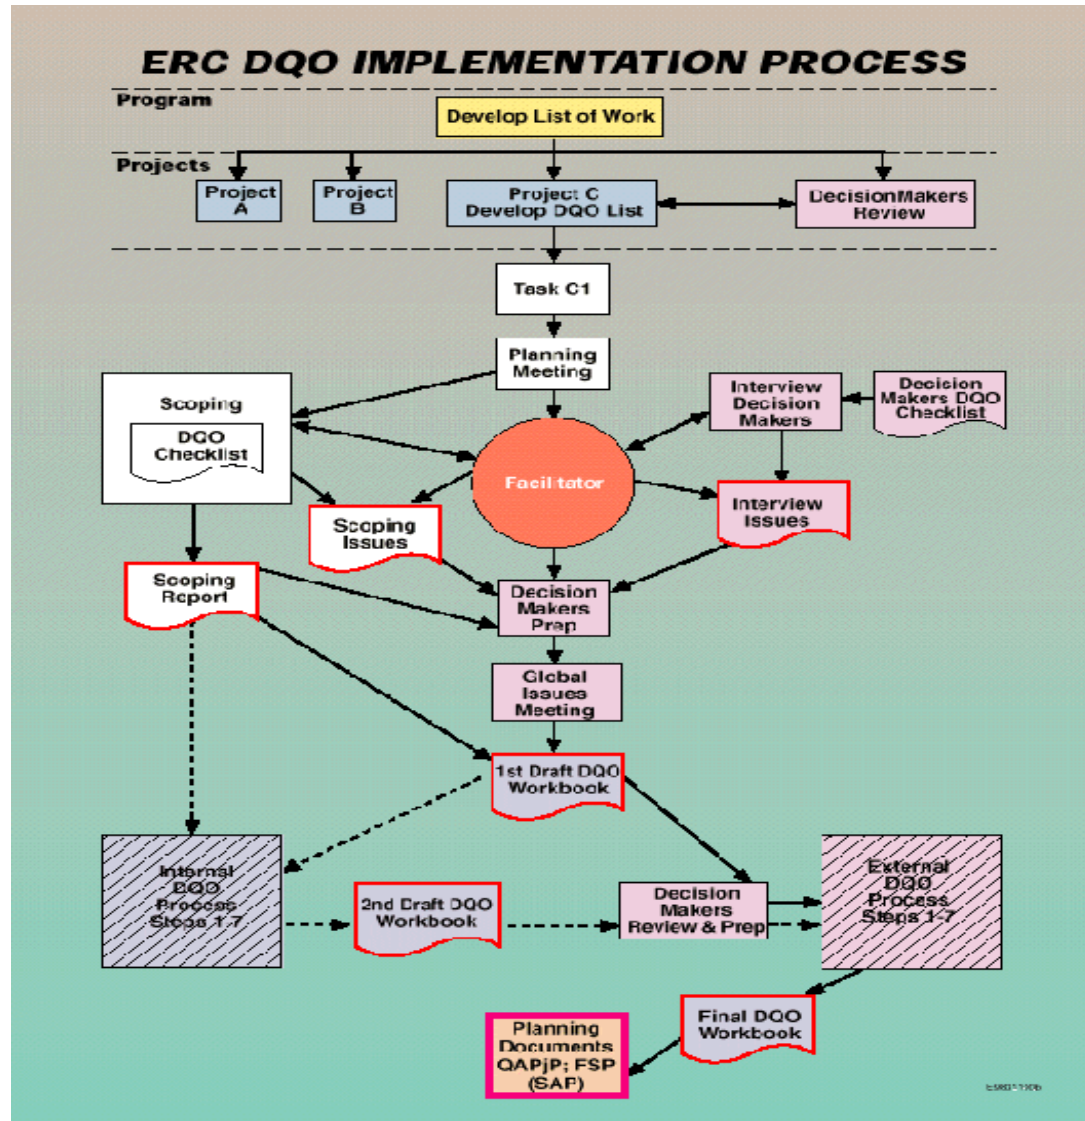 ERC DQO IMPLEMENTATION PROCESS
Program
Develop List of Work
Projects
Project
A
Project
B
Project C
Develop DQO List
DecisionMakers
Review
Task C1
Planning
Meeting
Scoping
DQO
Checklist
Interview
Decision
Makers
Decision
Makers DQO
Checklist
Facilitator
Scoping
Issues
Interview
Issues
Scoping
Report
Decision
Makers
Prep
Global
Issues
Meeting
1st Draft DQO
Workbook
Internal
DQO
Process
Steps 1-7
2nd Draft DQO
Workbook
Decision
Makers
Review & Prep
External
DQO
Process
Steps 1-7
Final DQO
Workbook
Planning
Documents
QAPjP; FSP
(SAP)